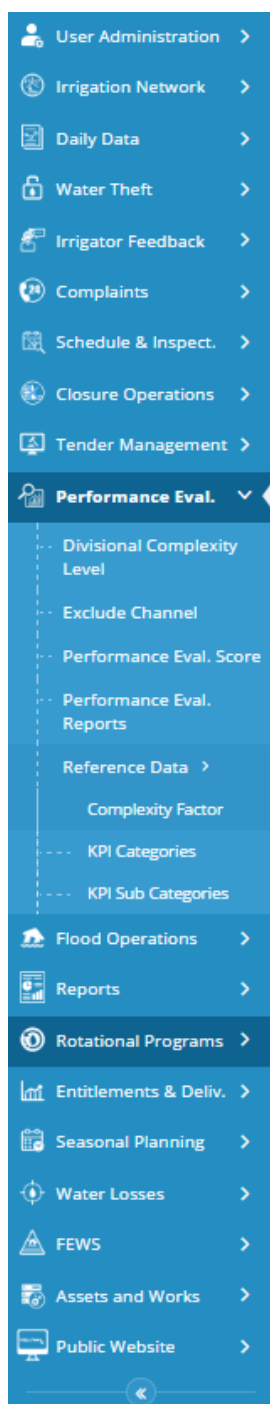 User Administration
Irrigation Network
Daily Data
Water Theft
Irrigator Feedback
24
Complaints
Schedule & Inspect.
Closure Operations
Tender Management
Performance Eval.
Divisional Complexity
Level
Exclude Channel
Performance Eval. Score
Performance Eval.
Reports
Reference Data
Complexity Factor
KPI Categories
KPI Sub Categories
Flood Operations
Reports
Rotational Programs
Entitlements & Deliv.
Seasonal Planning
Water Losses
FEWS
Assets and Works
Public Website